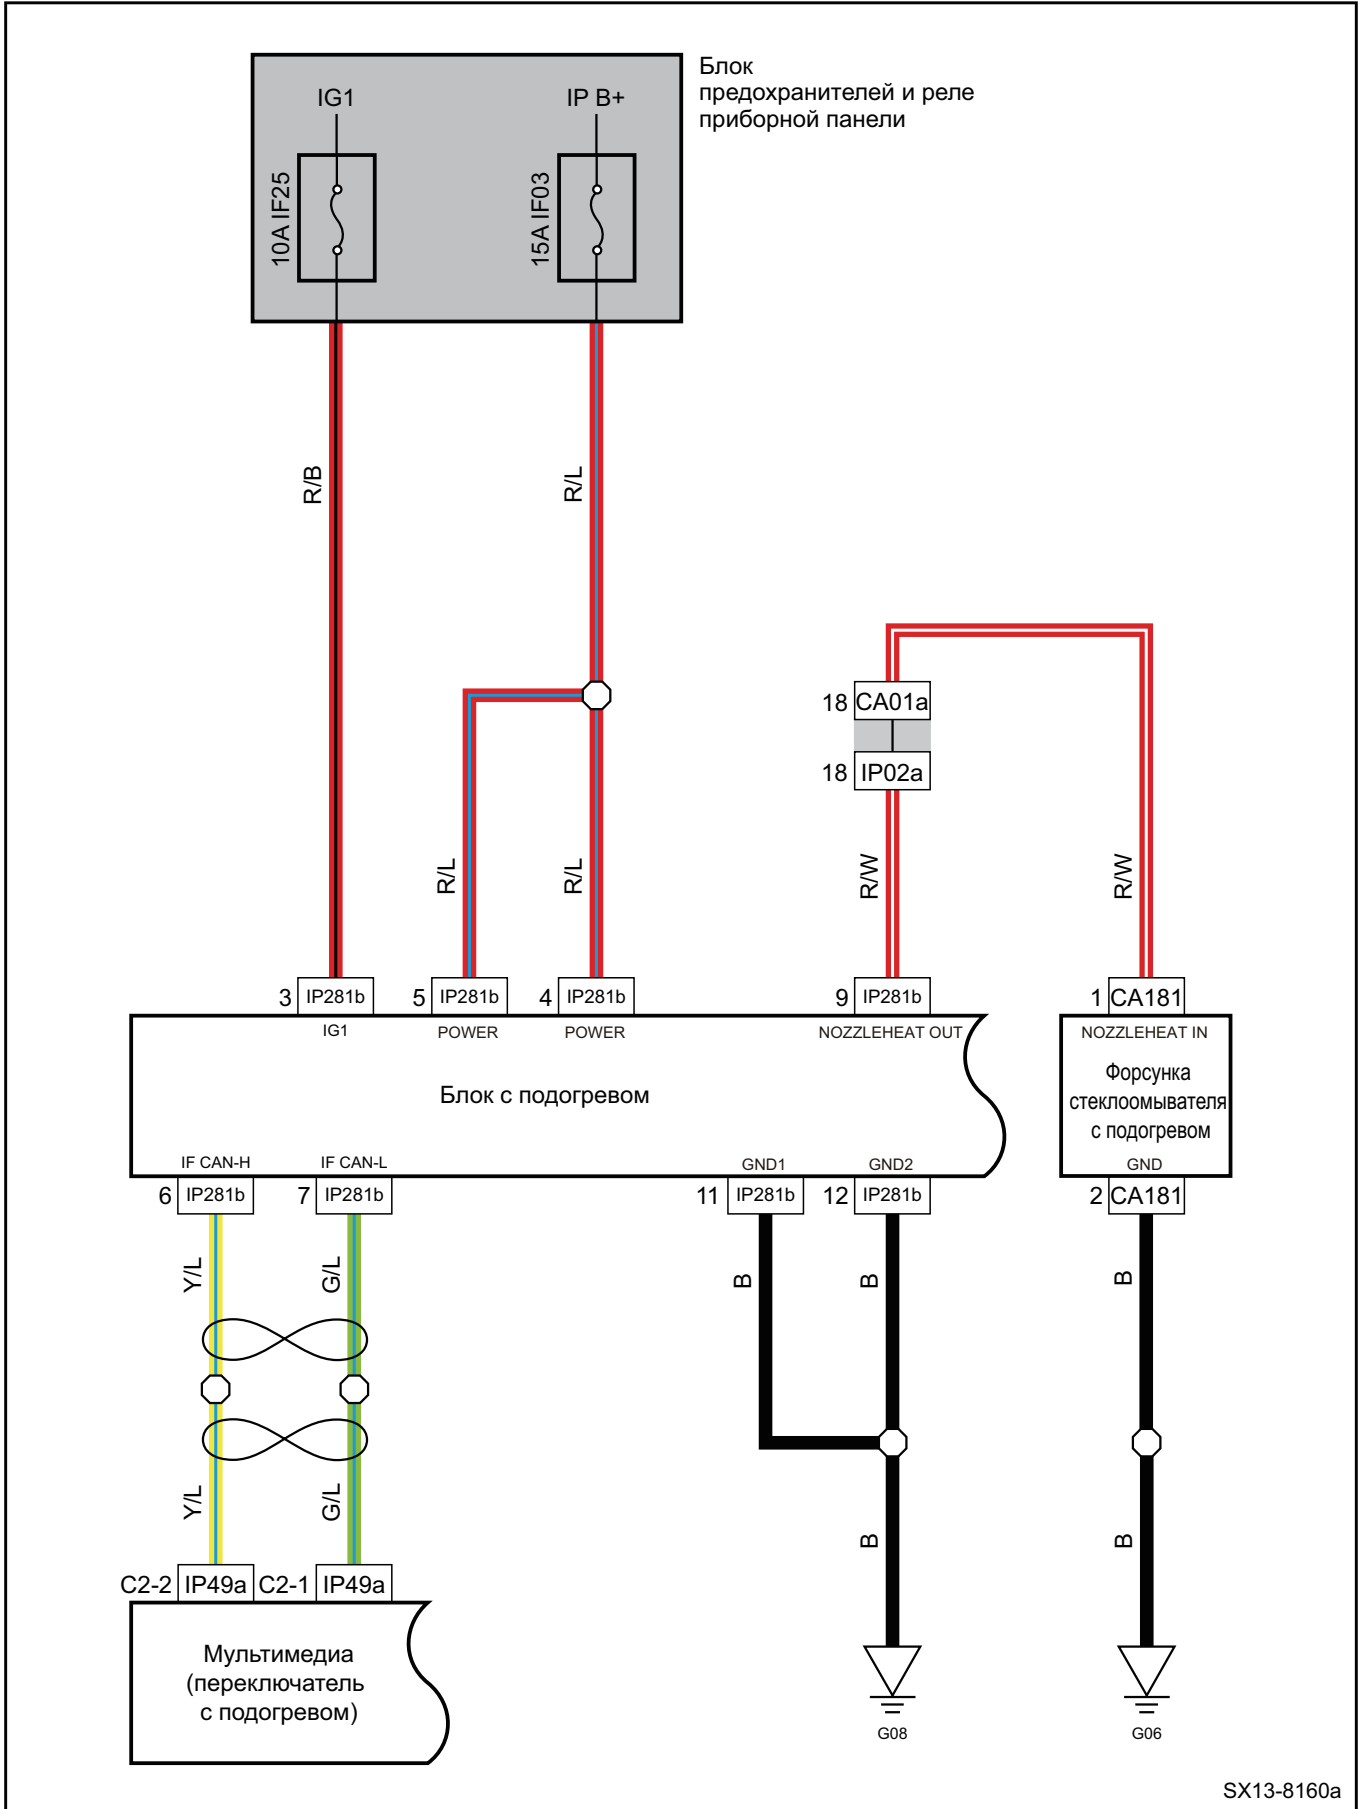 Блок
предохранителей и реле
приборной панели
IG1
IP B+
10A IF25
15A IF03
R/B
R/L
18 CA01a
18 IP02a
R/L
R/L
R/W
R/W
3 IP281b
5 IP281b
4 IP281b
9 IP281b
1 CA181
IG1
POWER
POWER
NOZZLEHEAT OUT
NOZZLEHEAT IN
Блок с подогревом
Форсунка
стеклоомывателя
с подогревом
IF CAN-H
IF CAN-L
GND1
GND2
GND
6 IP281b
7 IP281b
11 IP281b
12 IP281b
2 CA181
Y/L
G/L
B
B
B
Y/L
G/L
B
B
C2-2 IP49a
C2-1 IP49a
Мультимедиа
(переключатель
с подогревом)
G08
G06
SX13-8160a